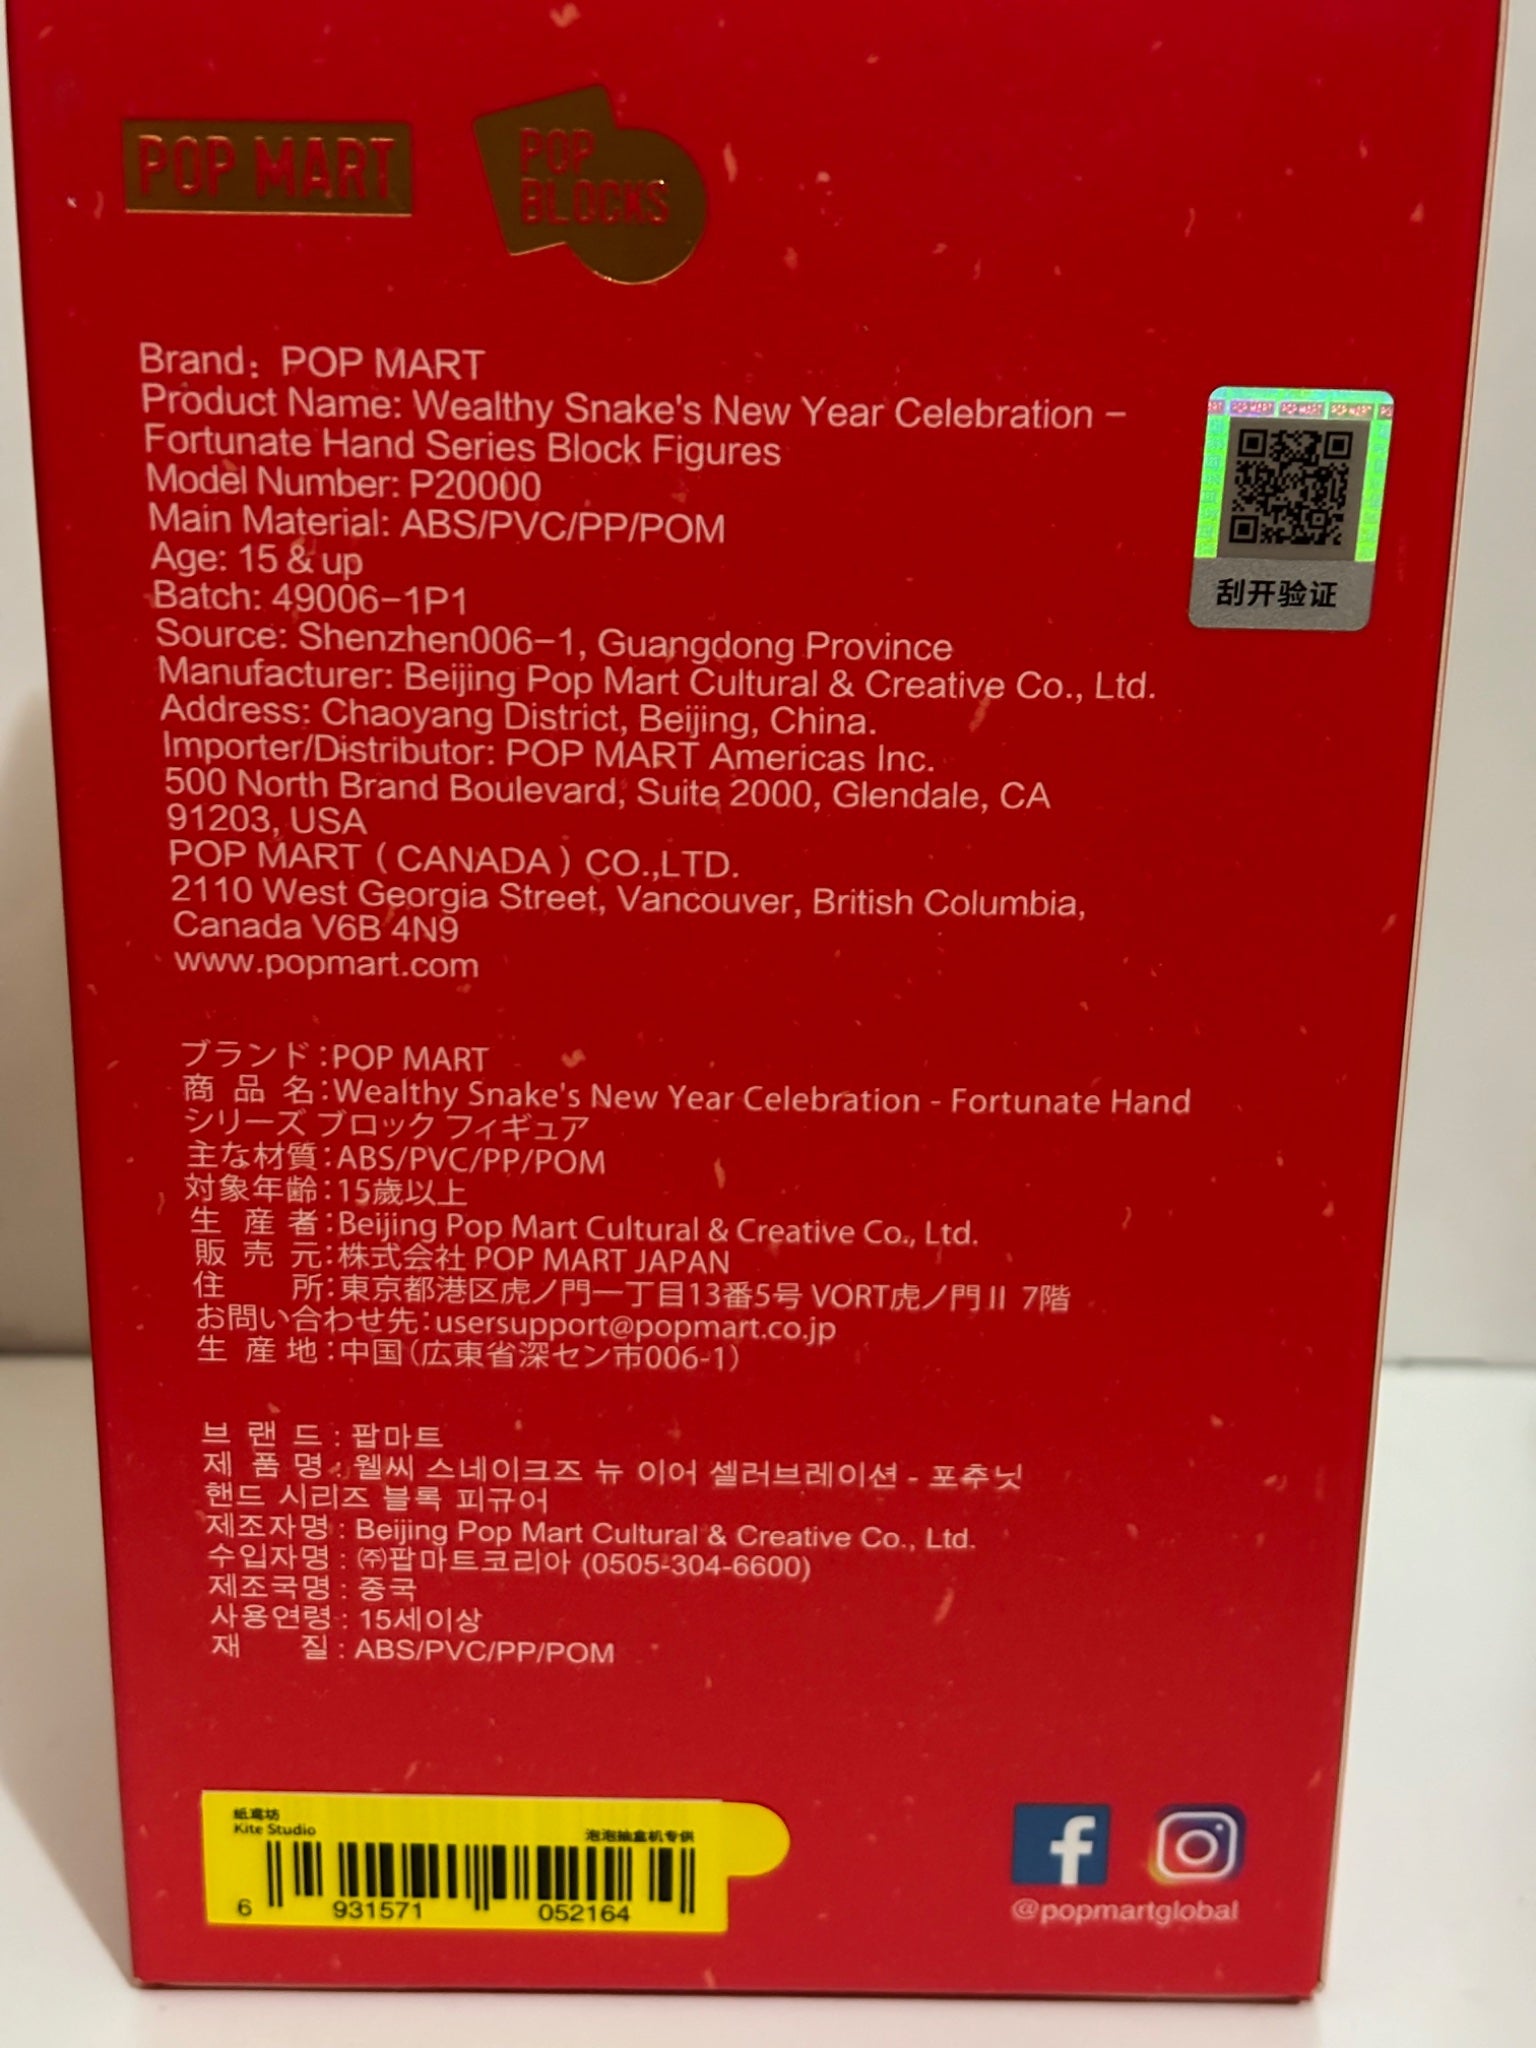 POP MART
POP
BLOCKS
Brand: POP MART
Product Name: Wealthy Snake's New Year Celebration –
Fortunate Hand Series Block Figures
Model Number: P20000
Main Material: ABS/PVC/PP/POM
Age: 15 & up
Batch: 49006–1P1
Source: Shenzhen006–1, Guangdong Province
Manufacturer: Beijing Pop Mart Cultural & Creative Co., Ltd.
Address: Chaoyang District, Beijing, China.
Importer/Distributor: POP MART Americas Inc.
500 North Brand Boulevard, Suite 2000, Glendale, CA
91203, USA
POP MART (CANADA) CO.,LTD.
2110 West Georgia Street, Vancouver, British Columbia,
Canada V6B 4N9
www.popmart.com
刮开验证
ブランド:POP MART
商品名:Wealthy Snake's New Year Celebration - Fortunate Hand
シリーズ ブロック フィギュア
主な材質:ABS/PVC/PP/POM
対象年齢:15歳以上
生産者:Beijing Pop Mart Cultural & Creative Co., Ltd.
販売元:株式会社 POP MART JAPAN
住所:東京都港区虎ノ門一丁目13番5号 VORT虎ノ門 II 7階
お問い合わせ先:usersupport@popmart.co.jp
生産地:中国(広東省深セン市006-1)
브랜드 : 팝마트
제품명 : 웰씨 스네이크즈 뉴 이어 셀러브레이션 - 포추닛
핸드 시리즈 블록 피규어
제조자명 : Beijing Pop Mart Cultural & Creative Co., Ltd.
수입자명 : ㈜팝마트코리아 (0505-304-6600)
제조국명 : 중국
사용연령 : 15세이상
재질 : ABS/PVC/PP/POM
紙鳶坊
Kite Studio
泡泡抽盒机专供
6 931571 052164
@popmartglobal